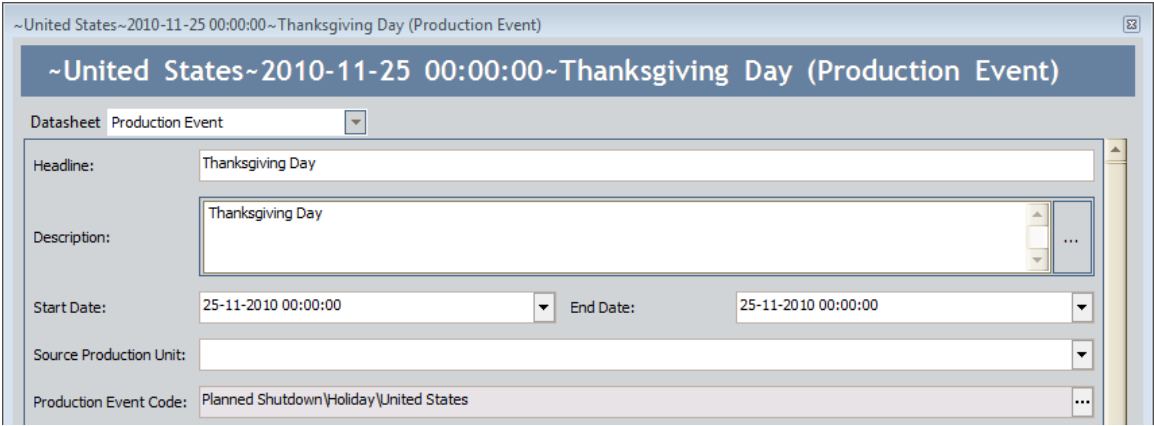 ~United States~2010-11-25 00:00:00~Thanksgiving Day (Production Event)
~United States~2010-11-25 00:00:00~Thanksgiving Day (Production Event)
Datasheet Production Event
Headline: Thanksgiving Day
Description: Thanksgiving Day ...
Start Date: 25-11-2010 00:00:00 End Date: 25-11-2010 00:00:00
Source Production Unit:
Production Event Code: Planned Shutdown\Holiday\United States ...